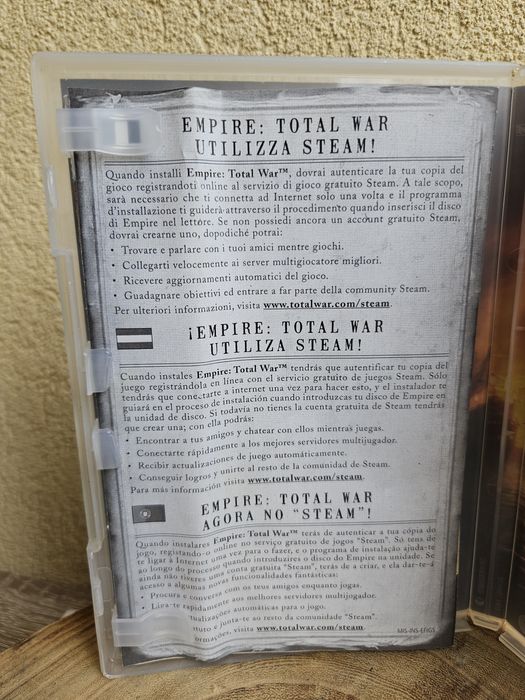 EMPIRE: TOTAL WAR
UTILIZZA STEAM!
Quando installi Empire: Total War™, dovrai autenticare la tua copia del
gioco registrandoti online al servizio di gioco gratuito Steam. A tale scopo,
sarà necessario che ti connetta ad Internet solo una volta e il programma
d'installazione ti guiderà attraverso il procedimento quando inserisci il disco
di Empire nel lettore. Se non possiedi ancora un account gratuito Steam,
dovrai crearne uno, dopodiché potrai:
• Trovare e parlare con i tuoi amici mentre giochi.
• Collegarti velocemente ai server multigiocatore migliori.
• Ricevere aggiornamenti automatici del gioco.
• Guadagnare obiettivi ed entrare a far parte della community Steam.
Per ulteriori informazioni, visita www.totalwar.com/steam.
¡EMPIRE: TOTAL WAR
UTILIZA STEAM!
Cuando instales Empire: Total War™ tendrás que autentificar tu copia del
juego registrándola en línea con el servicio gratuito de juegos Steam. Sólo
tendrás que conectarte a internet una vez para hacer esto, y el instalador te
guiará en el proceso de instalación cuando introduzcas tu disco de Empire en
la unidad de disco. Si todavía no tienes la cuenta gratuita de Steam tendrás
que crear una; con ella podrás:
• Encontrar a tus amigos y chatear con ellos mientras juegas.
• Conectarte rápidamente a los mejores servidores multijugador.
• Recibir actualizaciones de juego automáticamente.
• Conseguir logros y unirte al resto de la comunidad de Steam.
Para más información visita www.totalwar.com/steam.
EMPIRE: TOTAL WAR
AGORA NO "STEAM"!
Quando instalares Empire: Total War™ terás de autenticar a tua cópia do
jogo, registando-o online no serviço gratuito de jogos "Steam". Só tens de
te ligar à Internet uma vez para o fazer, e o programa de instalação ajuda-te
ao longo do processo quando introduzires o disco do Empire na unidade. Se
ainda não tiveres uma conta gratuita "Steam", terás de a criar, e ela dar-te-á
acesso a algumas novas funcionalidades fantásticas:
• Procura e conversa com os teus amigos enquanto jogas.
• Liga-te rapidamente aos melhores servidores multijogador.
automáticas para o jogo.
e junta-te ao resto da comunidade "Steam".
visita www.totalwar.com/steam.
MIS-INS-EFIGS